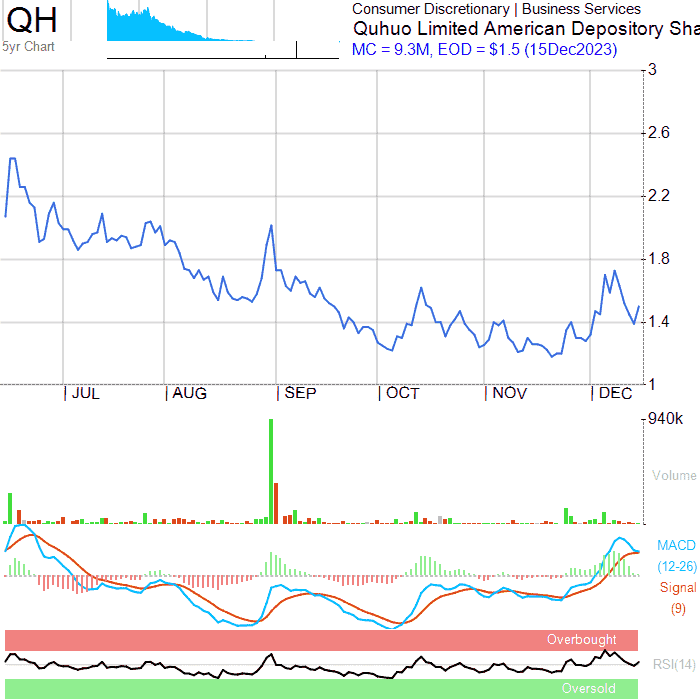 QH
5yr Chart
Consumer Discretionary | Business Services
Quhuo Limited American Depository Sha
MC = 9.3M, EOD = $1.5 (15Dec2023)
3
2.6
2.2
1.8
1.4
1
JUL AUG SEP OCT NOV DEC
940k
Volume
MACD
(12-26)
Signal
(9)
Overbought
RSI(14)
Oversold